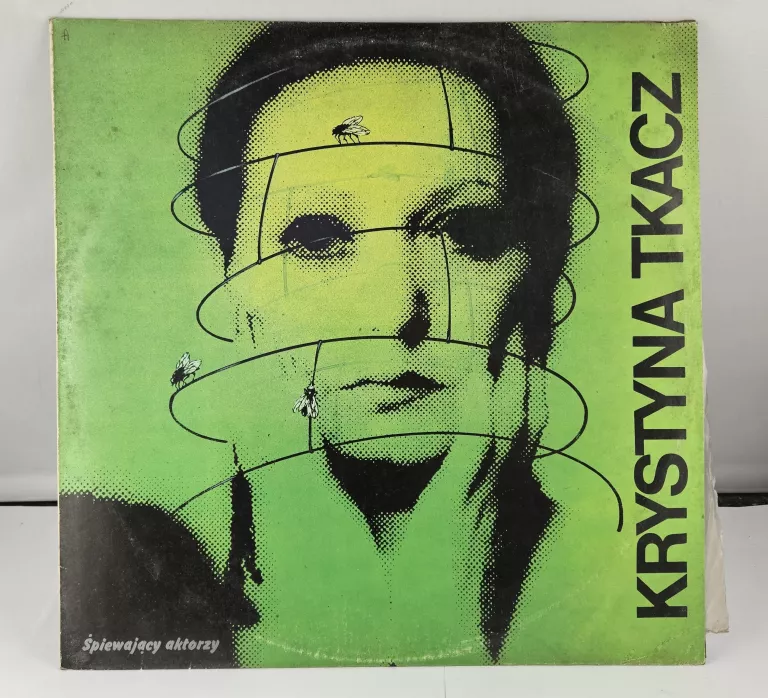 A
KRYSTYNA TKACZ
Śpiewający aktorzy